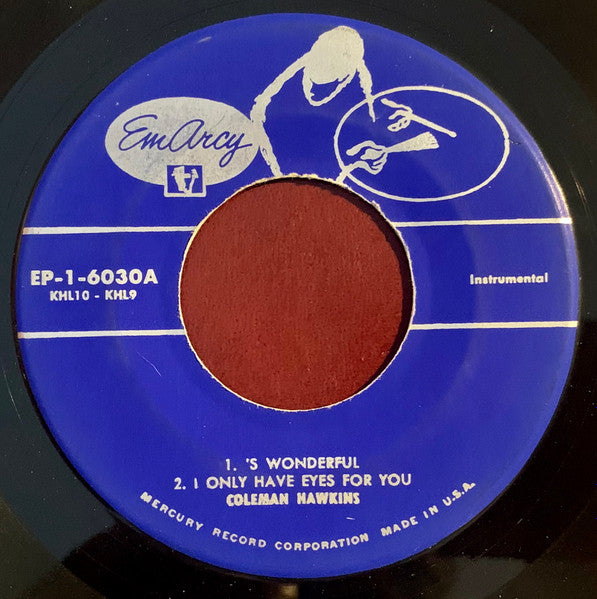 EmArcy
EP-1-6030A
KHL10 - KHL9
Instrumental
1. 'S WONDERFUL
2. I ONLY HAVE EYES FOR YOU
COLEMAN HAWKINS
MERCURY RECORD CORPORATION MADE IN U.S.A.